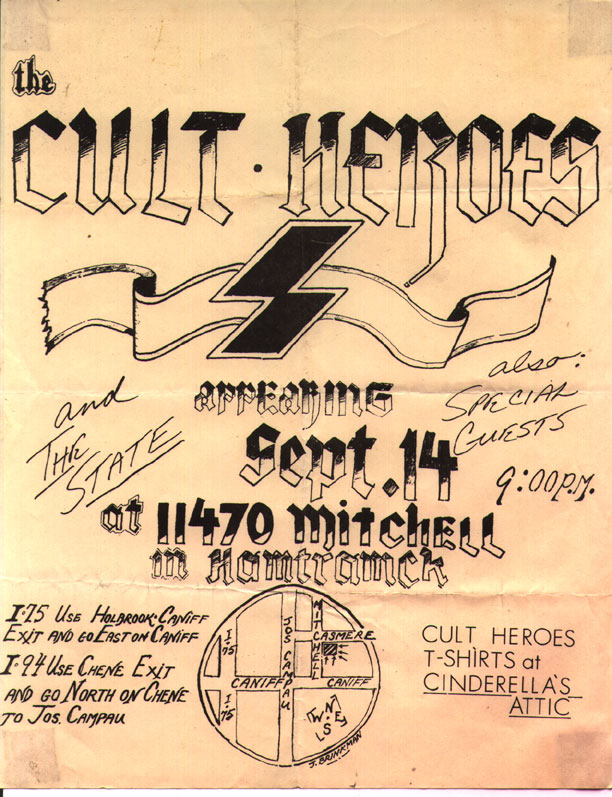 the
CULT · HEROES
APPEARING
and
THE
STATE
also:
SPECIAL
GUESTS
Sept. 14
9:00 P.M.
at 11470 MITCHELL
in Hamtramck
I·75 USE HOLBROOK·CANIFF
EXIT AND GO EAST ON CANIFF
I·94 USE CHENE EXIT
AND GO NORTH ON CHENE
TO JOS. CAMPAU
I·75
JOS CAMPAU
MITCHELL
CASMERE
CANIFF
CANIFF
I·75
N
W E
S
J. BRINKMAN
CULT HEROES
T-SHIRTS at
CINDERELLA'S
ATTIC